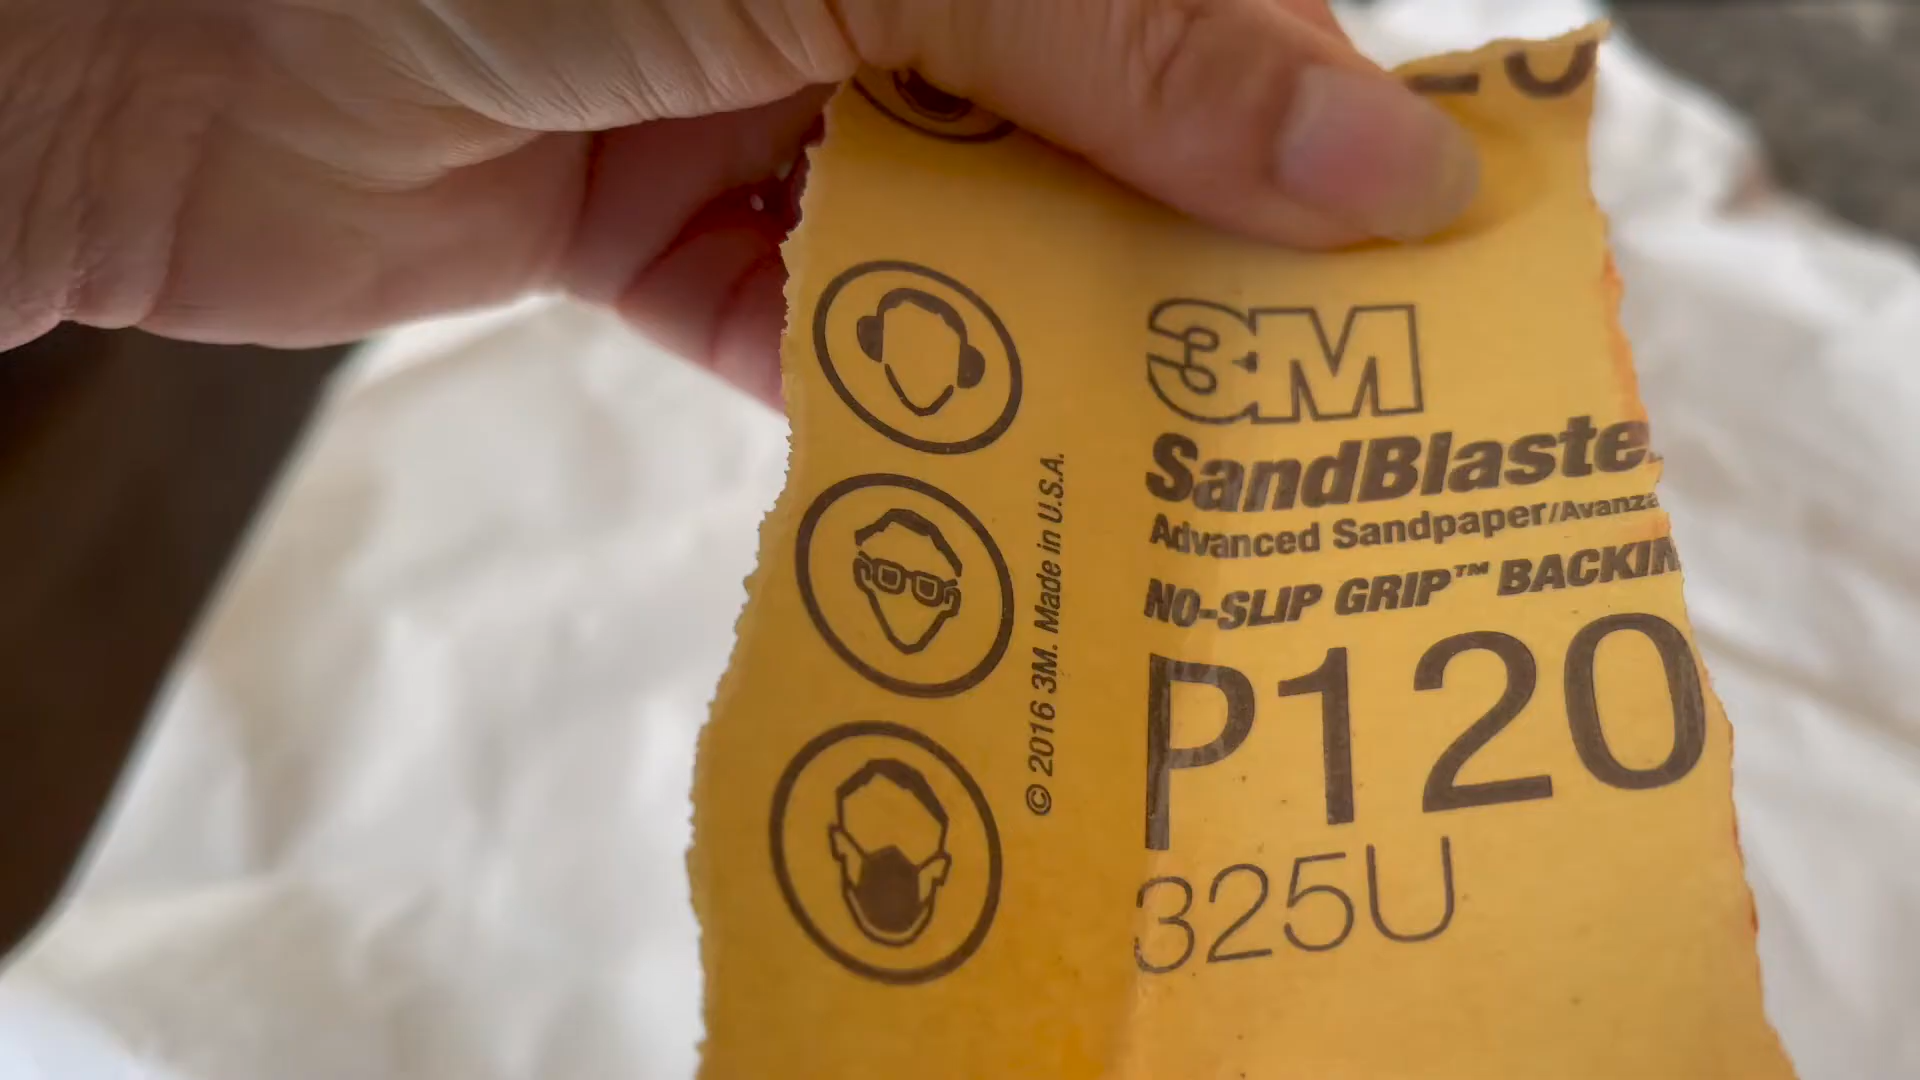 3M
SandBlaste
Advanced Sandpaper/Avanza
NO-SLIP GRIP™ BACKIN
P120
325U
© 2016 3M. Made in U.S.A.